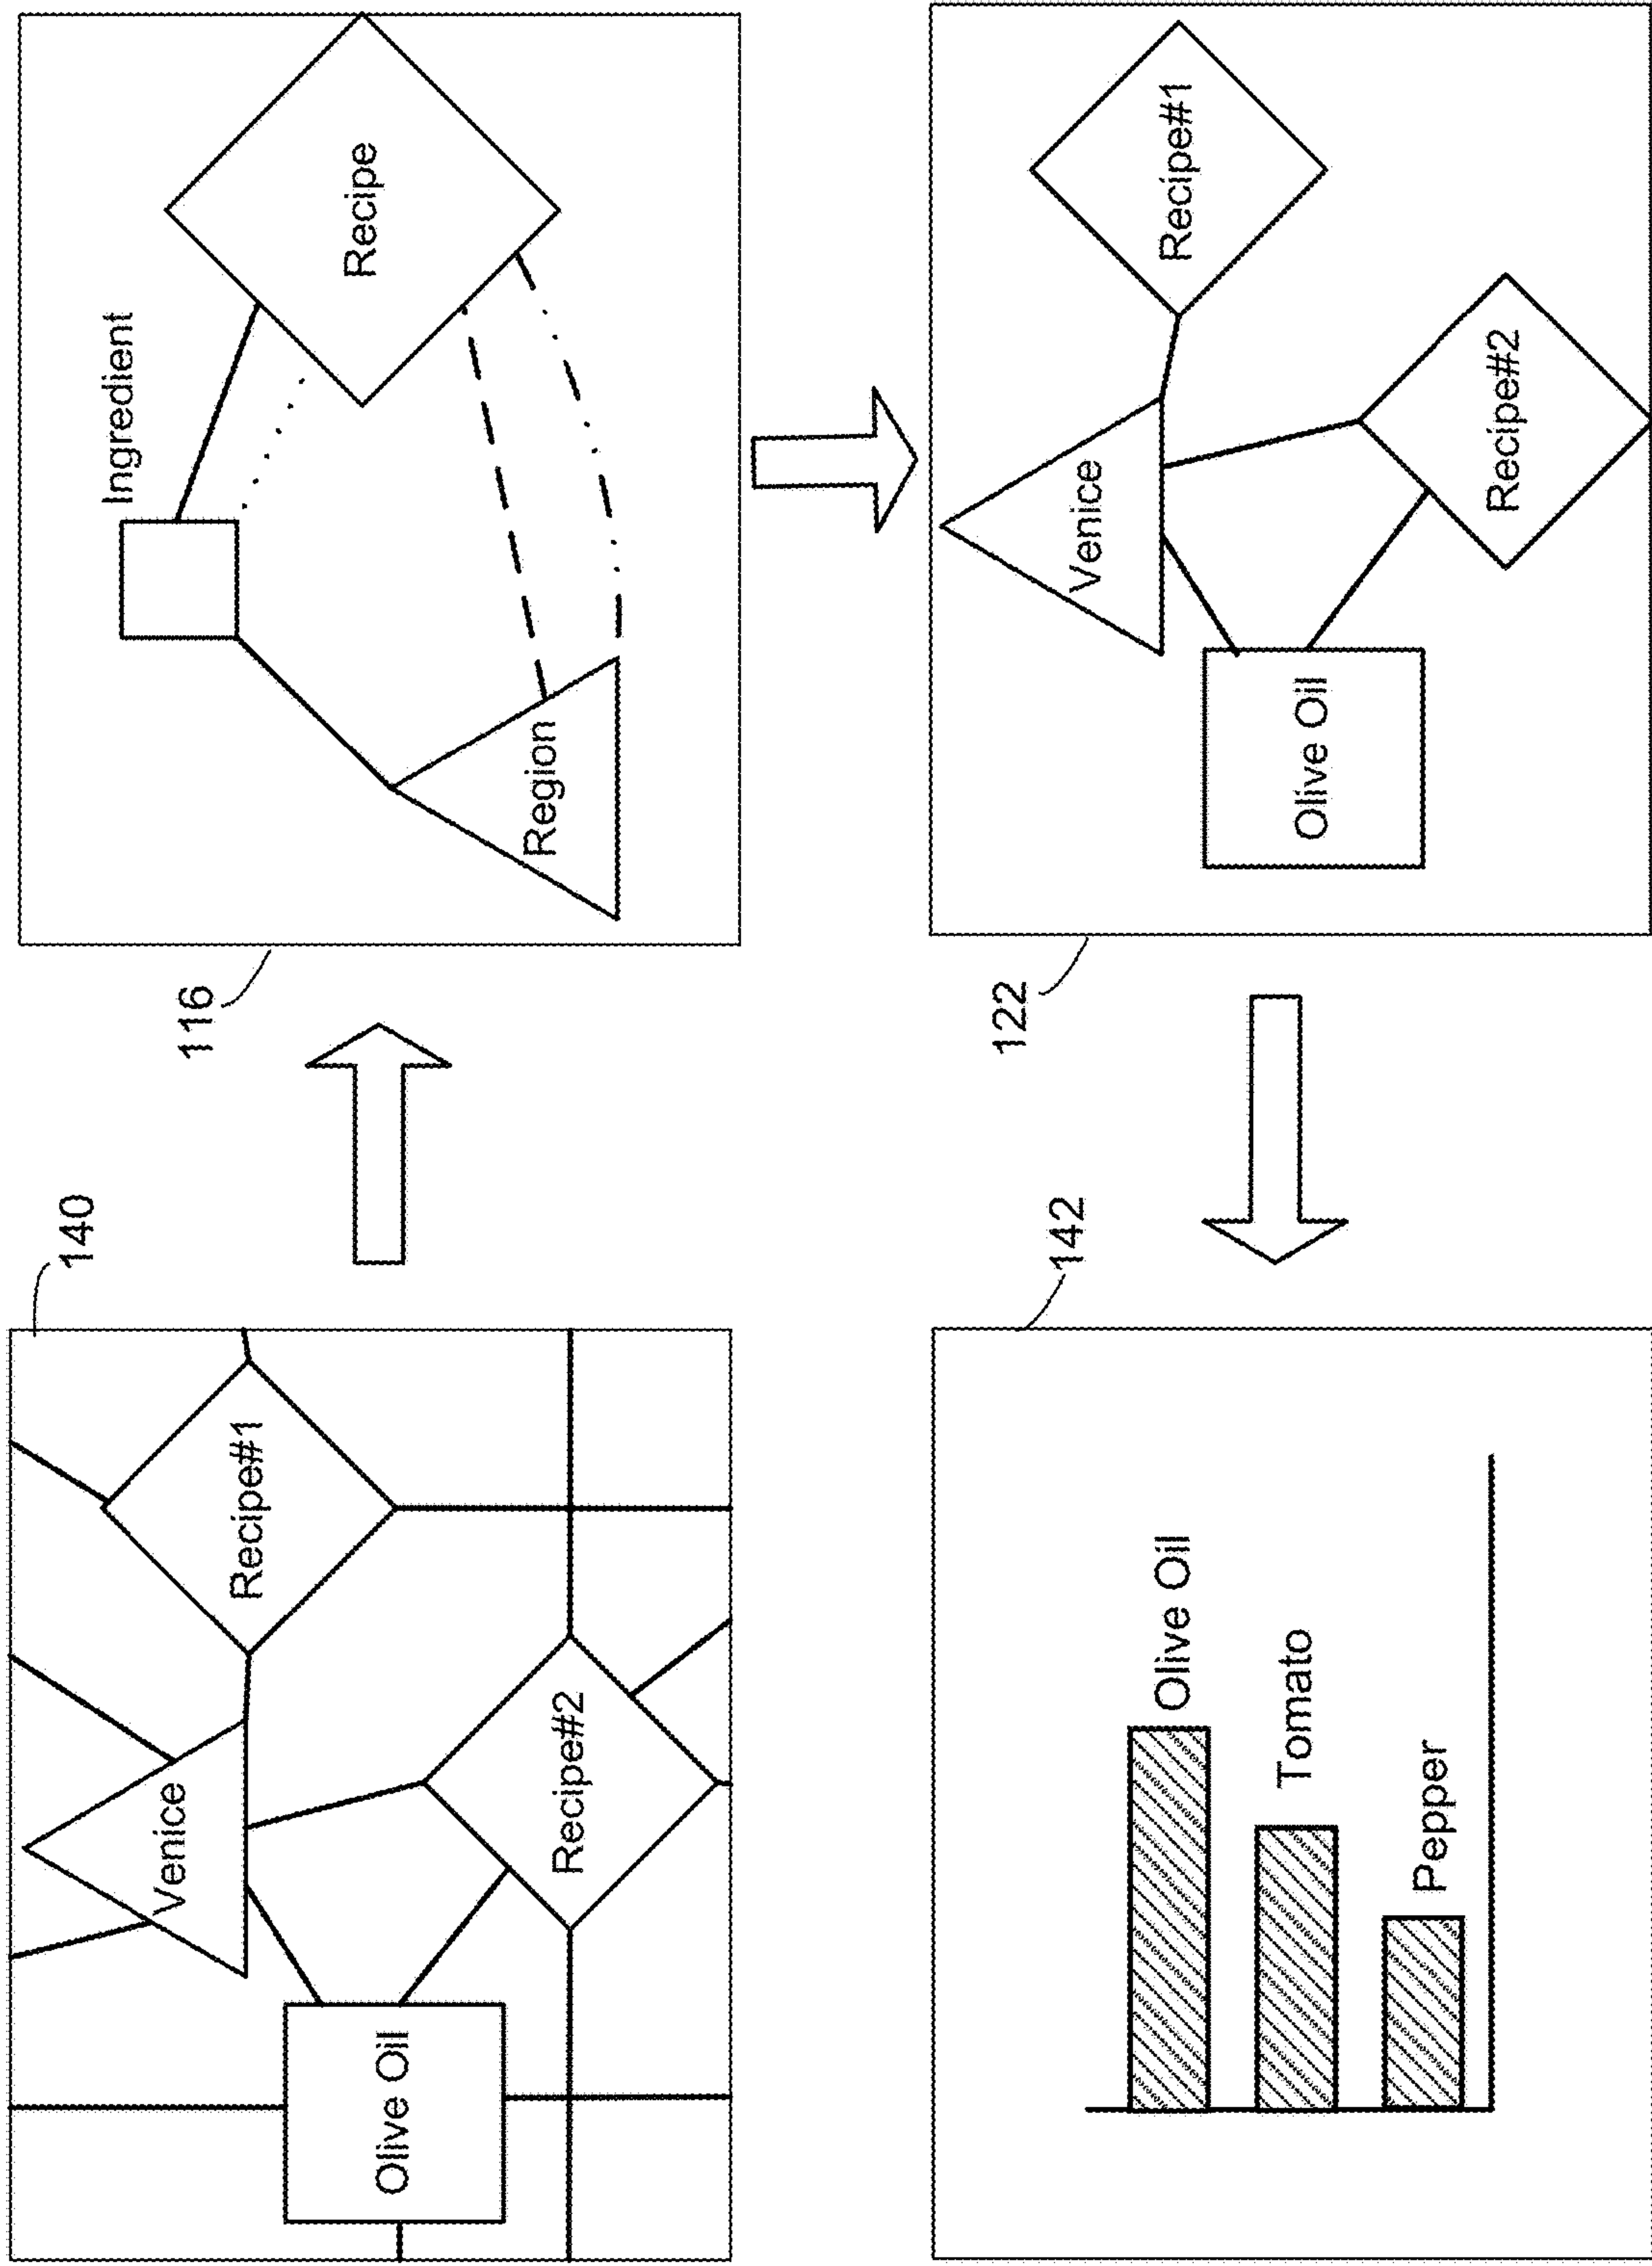 140
Venice
Recipe#1
Olive Oil
Recipe#2
116
Ingredient
Recipe
Region
142
Olive Oil
Tomato
Pepper
122
Venice
Recipe#1
Olive Oil
Recipe#2